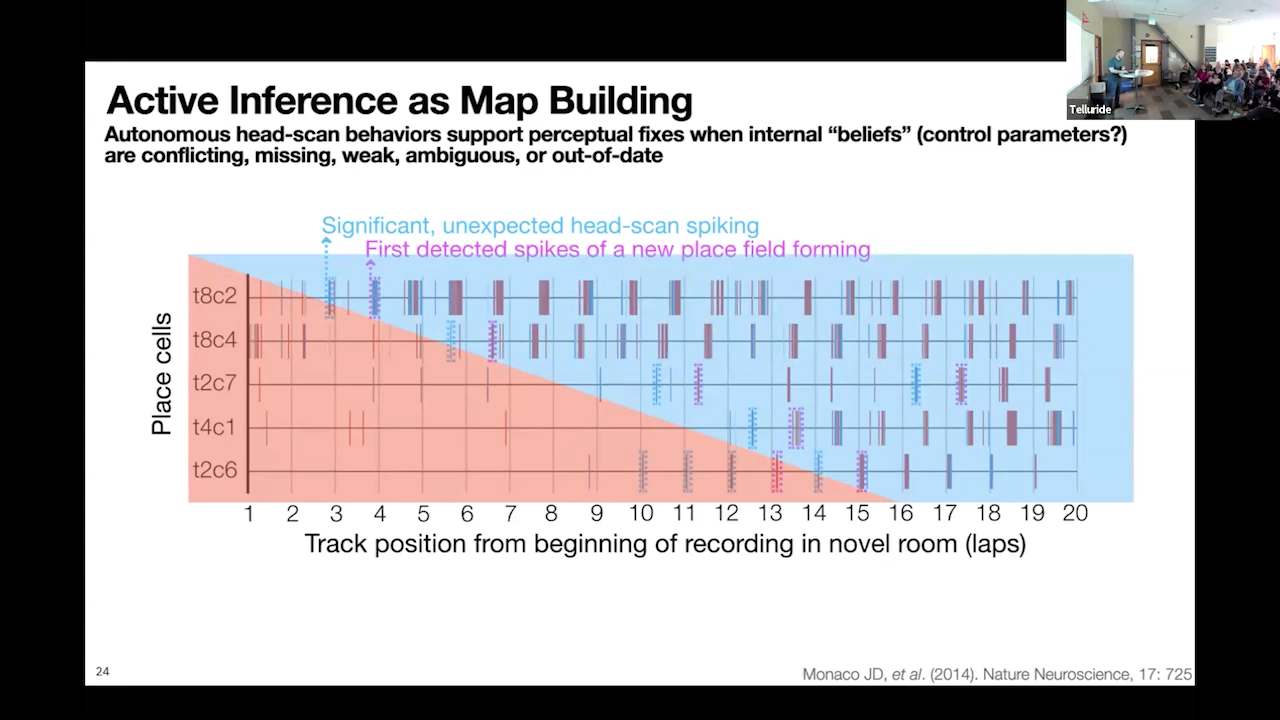 Telluride
Active Inference as Map Building
Autonomous head-scan behaviors support perceptual fixes when internal “beliefs” (control parameters?)
are conflicting, missing, weak, ambiguous, or out-of-date
Significant, unexpected head-scan spiking
First detected spikes of a new place field forming
Place cells
t8c2
t8c4
t2c7
t4c1
t2c6
1 2 3 4 5 6 7 8 9 10 11 12 13 14 15 16 17 18 19 20
Track position from beginning of recording in novel room (laps)
24
Monaco JD, et al. (2014). Nature Neuroscience, 17: 725